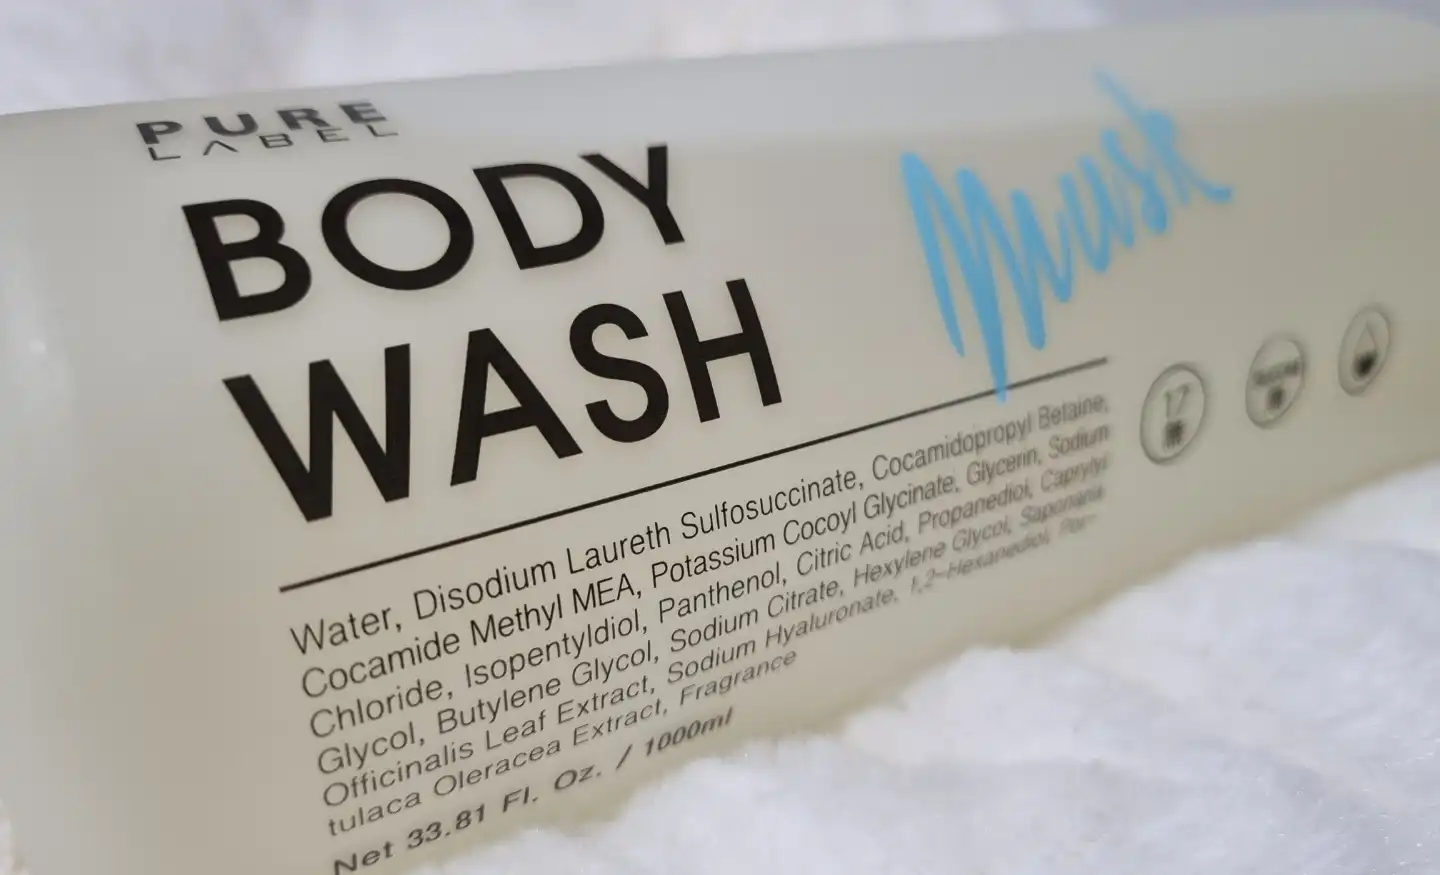 PURE
LABEL
BODY
WASH
Musk
Water, Disodium Laureth Sulfosuccinate, Cocamidopropyl Betaine,
Cocamide Methyl MEA, Potassium Cocoyl Glycinate, Glycerin, Sodium
Chloride, Isopentyldiol, Panthenol, Citric Acid, Propanediol, Caprylyl
Glycol, Butylene Glycol, Sodium Citrate, Hexylene Glycol, Saponaria
Officinalis Leaf Extract, Sodium Hyaluronate, 1,2-Hexanediol, Por-
tulaca Oleracea Extract, Fragrance
Net 33.81 Fl. Oz. / 1000ml
17